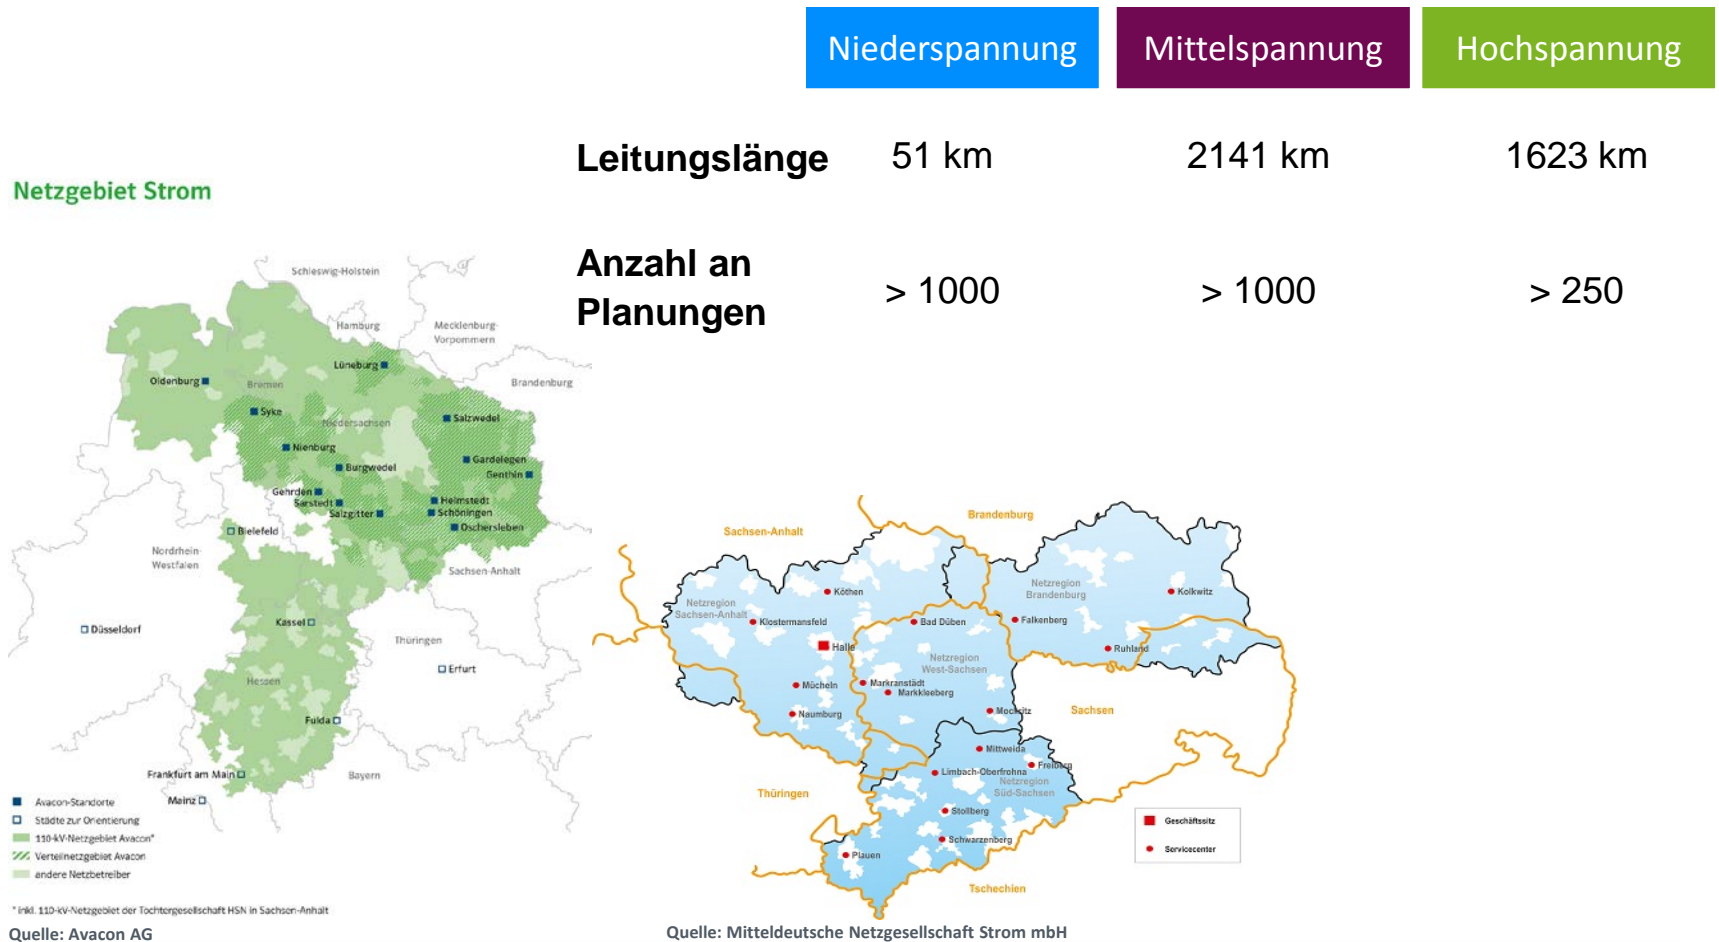 Niederspannung
Mittelspannung
Hochspannung
Leitungslänge
51 km
2141 km
1623 km
Anzahl an
Planungen
> 1000
> 1000
> 250
Netzgebiet Strom
Schleswig-Holstein
Hamburg
Mecklenburg-
Vorpommern
Lüneburg
Oldenburg
Bremen
Brandenburg
Syke
Niedersachsen
Salzwedel
Nienburg
Burgwedel
Gardelegen
Genthin
Gehrden
Sarstedt
Helmstedt
Salzgitter
Schöningen
Oschersleben
Bielefeld
Nordrhein-
Westfalen
Sachsen-Anhalt
Düsseldorf
Kassel
Thüringen
Erfurt
Hessen
Fulda
Frankfurt am Main
Bayern
Mainz
Avacon-Standorte
Städte zur Orientierung
110-kV-Netzgebiet Avacon*
Verteilnetzgebiet Avacon
andere Netzbetreiber
* inkl. 110-kV-Netzgebiet der Tochtergesellschaft HSN in Sachsen-Anhalt
Quelle: Avacon AG
Sachsen-Anhalt
Brandenburg
Netzregion
Brandenburg
Kolkwitz
Köthen
Netzregion
Sachsen-Anhalt
Klostermansfeld
Bad Düben
Falkenberg
Halle
Ruhland
Netzregion
West-Sachsen
Mücheln
Markranstädt
Markkleeberg
Naumburg
Mockritz
Sachsen
Mittweida
Freiberg
Limbach-Oberfrohna
Netzregion
Süd-Sachsen
Thüringen
Stollberg
Schwarzenberg
Plauen
Tschechien
Geschäftssitz
Servicecenter
Quelle: Mitteldeutsche Netzgesellschaft Strom mbH